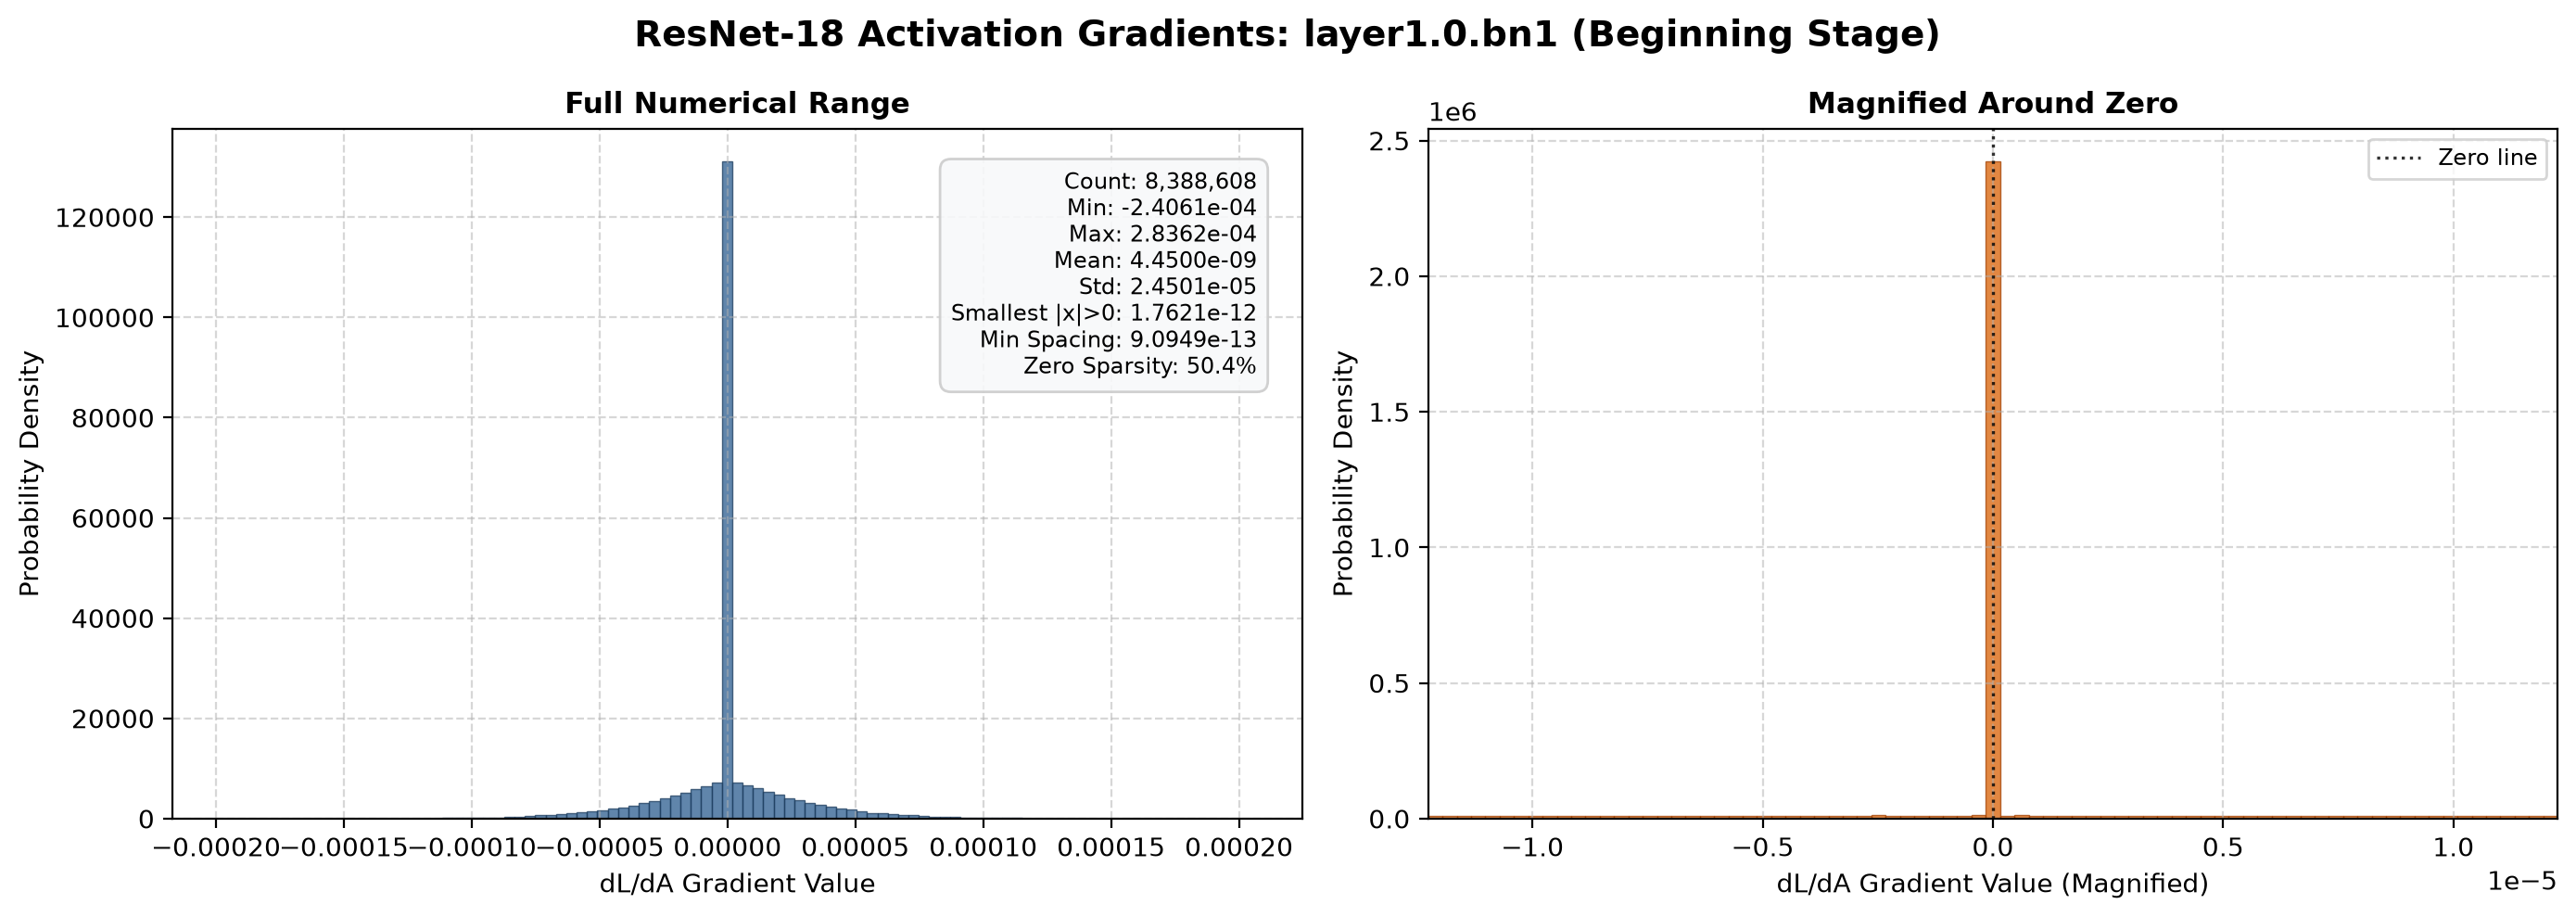 ResNet-18 Activation Gradients: layer1.0.bn1 (Beginning Stage)
Full Numerical Range
Probability Density
120000
100000
80000
60000
40000
20000
0
Count: 8,388,608
Min: -2.4061e-04
Max: 2.8362e-04
Mean: 4.4500e-09
Std: 2.4501e-05
Smallest |x|>0: 1.7621e-12
Min Spacing: 9.0949e-13
Zero Sparsity: 50.4%
−0.00020 −0.00015 −0.00010 −0.00005 0.00000 0.00005 0.00010 0.00015 0.00020
dL/dA Gradient Value
Magnified Around Zero
1e6
Probability Density
2.5
2.0
1.5
1.0
0.5
0.0
Zero line
−1.0 −0.5 0.0 0.5 1.0
1e−5
dL/dA Gradient Value (Magnified)